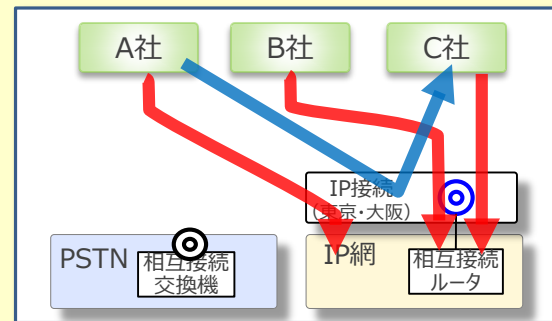 A社
B社
C社
IP接続
（東京・大阪）
PSTN
相互接続
交換機
IP網
相互接続
ルータ